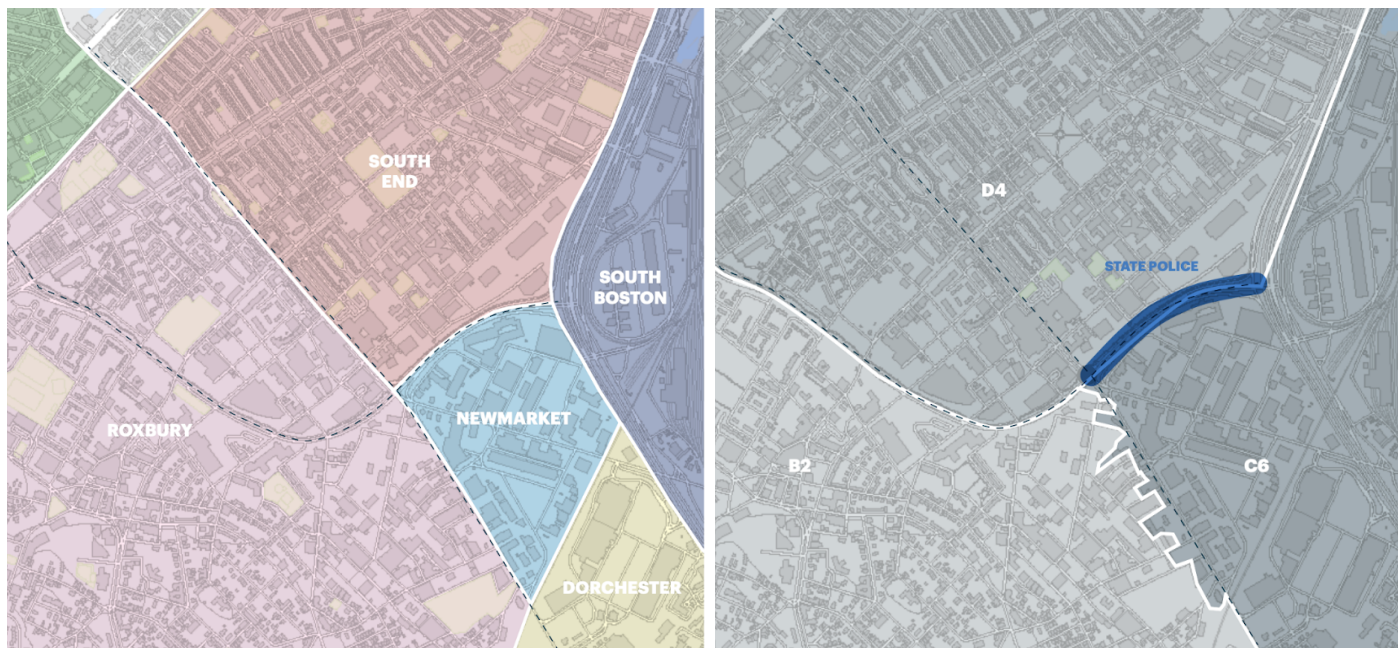 SOUTH
END
SOUTH
BOSTON
NEWMARKET
ROXBURY
DORCHESTER
D4
STATE POLICE
B2
C6